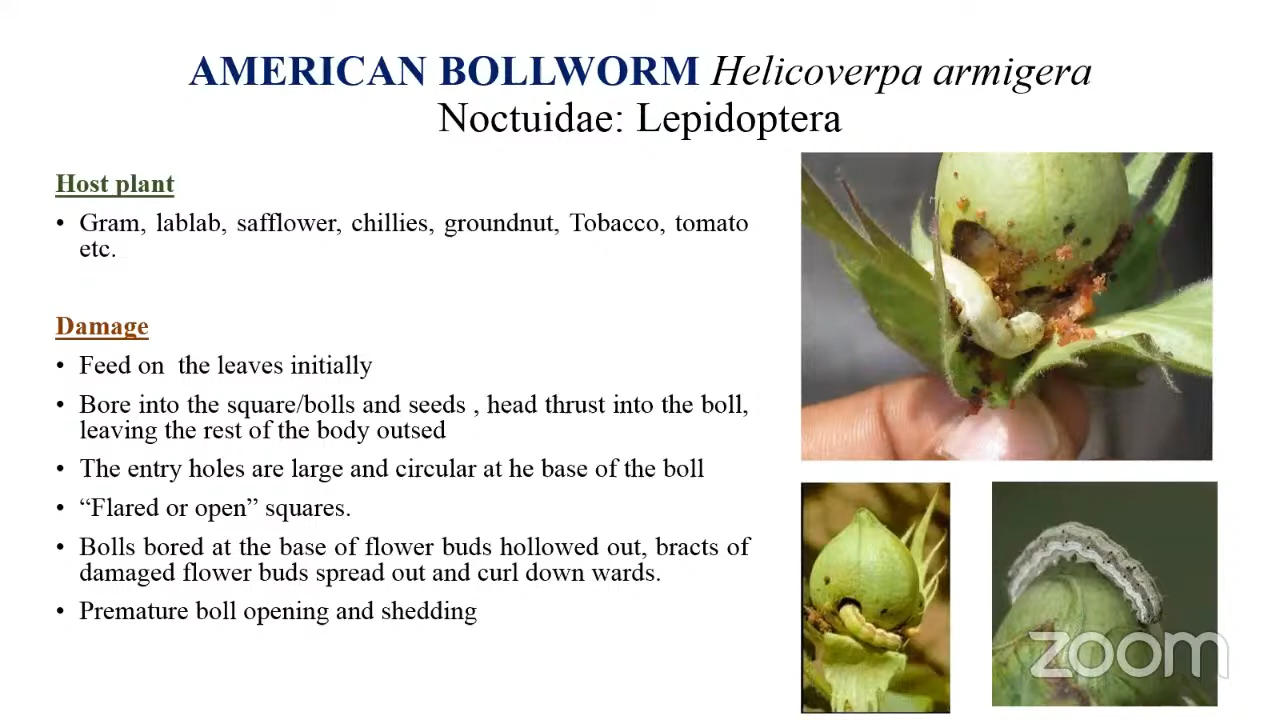 AMERICAN BOLLWORM Helicoverpa armigera
Noctuidae: Lepidoptera
Host plant
• Gram, lablab, safflower, chillies, groundnut, Tobacco, tomato
etc.
Damage
• Feed on the leaves initially
• Bore into the square/bolls and seeds , head thrust into the boll,
leaving the rest of the body outsed
• The entry holes are large and circular at he base of the boll
• “Flared or open” squares.
• Bolls bored at the base of flower buds hollowed out, bracts of
damaged flower buds spread out and curl down wards.
• Premature boll opening and shedding
zoom